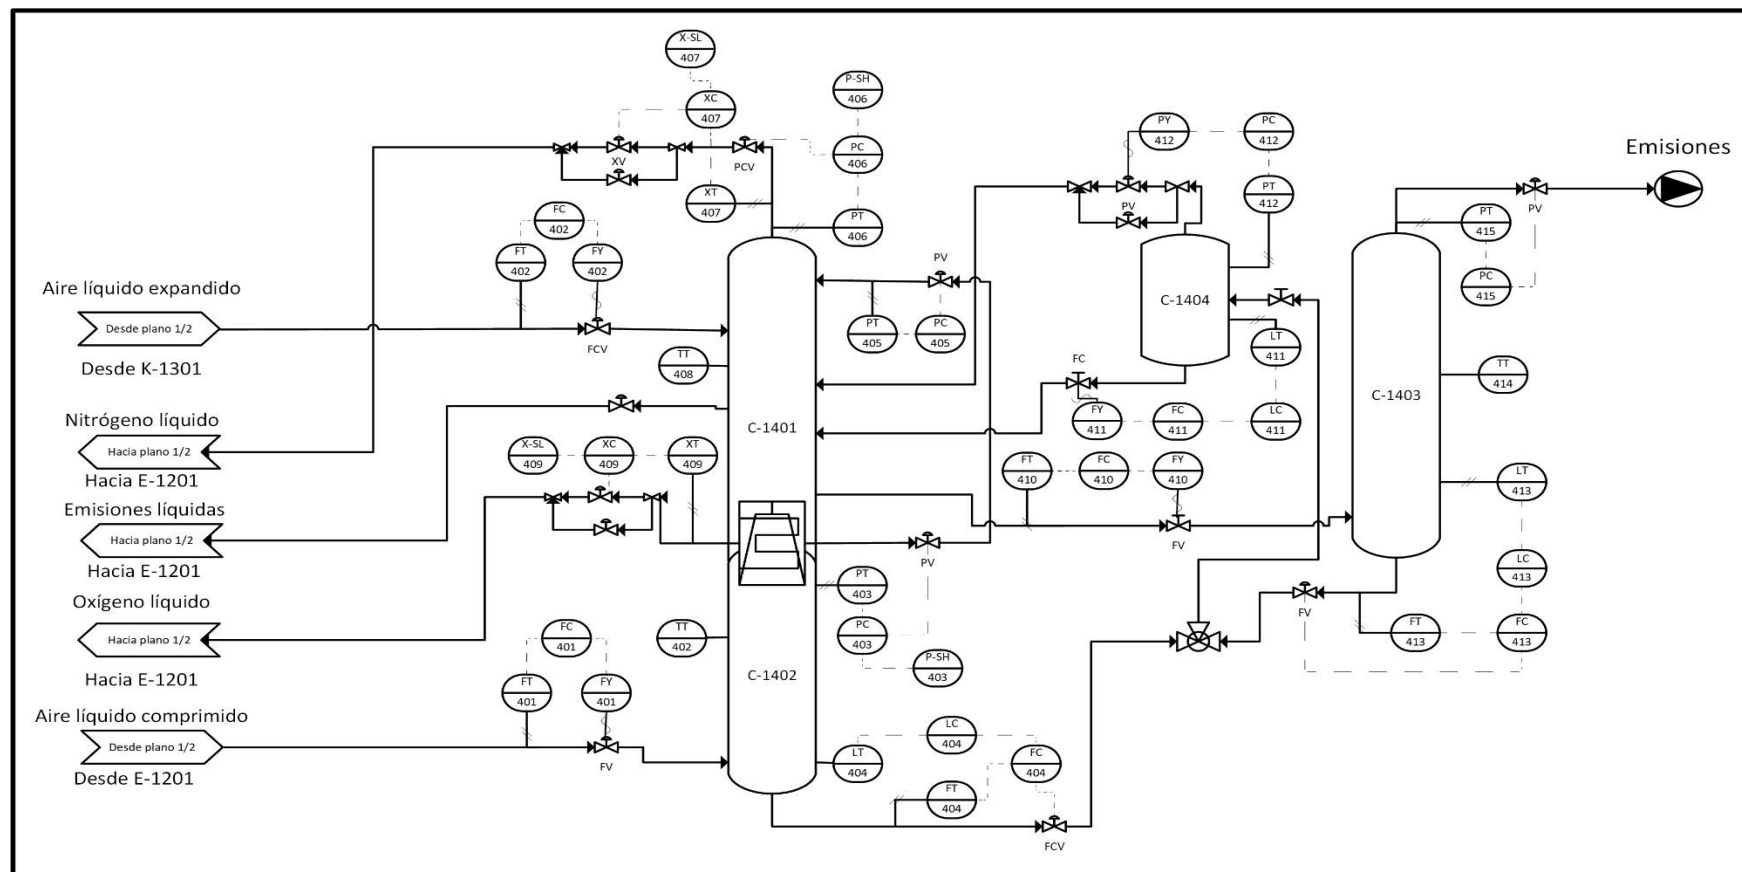 X-SL
407
XC
407
P-SH
406
PY
412
PC
412
XV
PCV
PC
406
Emisiones
XT
407
PT
406
PV
PT
412
PV
FC
402
FT
402
FY
402
PT
415
PC
415
Aire líquido expandido
Desde plano 1/2
Desde K-1301
FCV
PV
PT
405
PC
405
C-1404
LT
411
TT
408
FC
TT
414
C-1403
Nitrógeno líquido
Hacia plano 1/2
Hacia E-1201
C-1401
FY
411
FC
411
LC
411
X-SL
409
XC
409
XT
409
FT
410
FC
410
FY
410
LT
413
Emisiones líquidas
Hacia plano 1/2
Hacia E-1201
PV
FV
LC
413
PT
403
PC
403
P-SH
403
Oxígeno líquido
Hacia plano 1/2
Hacia E-1201
FC
401
TT
402
FV
FT
413
FC
413
C-1402
FT
401
FY
401
Aire líquido comprimido
Desde plano 1/2
Desde E-1201
FV
LT
404
LC
404
FC
404
FT
404
FCV